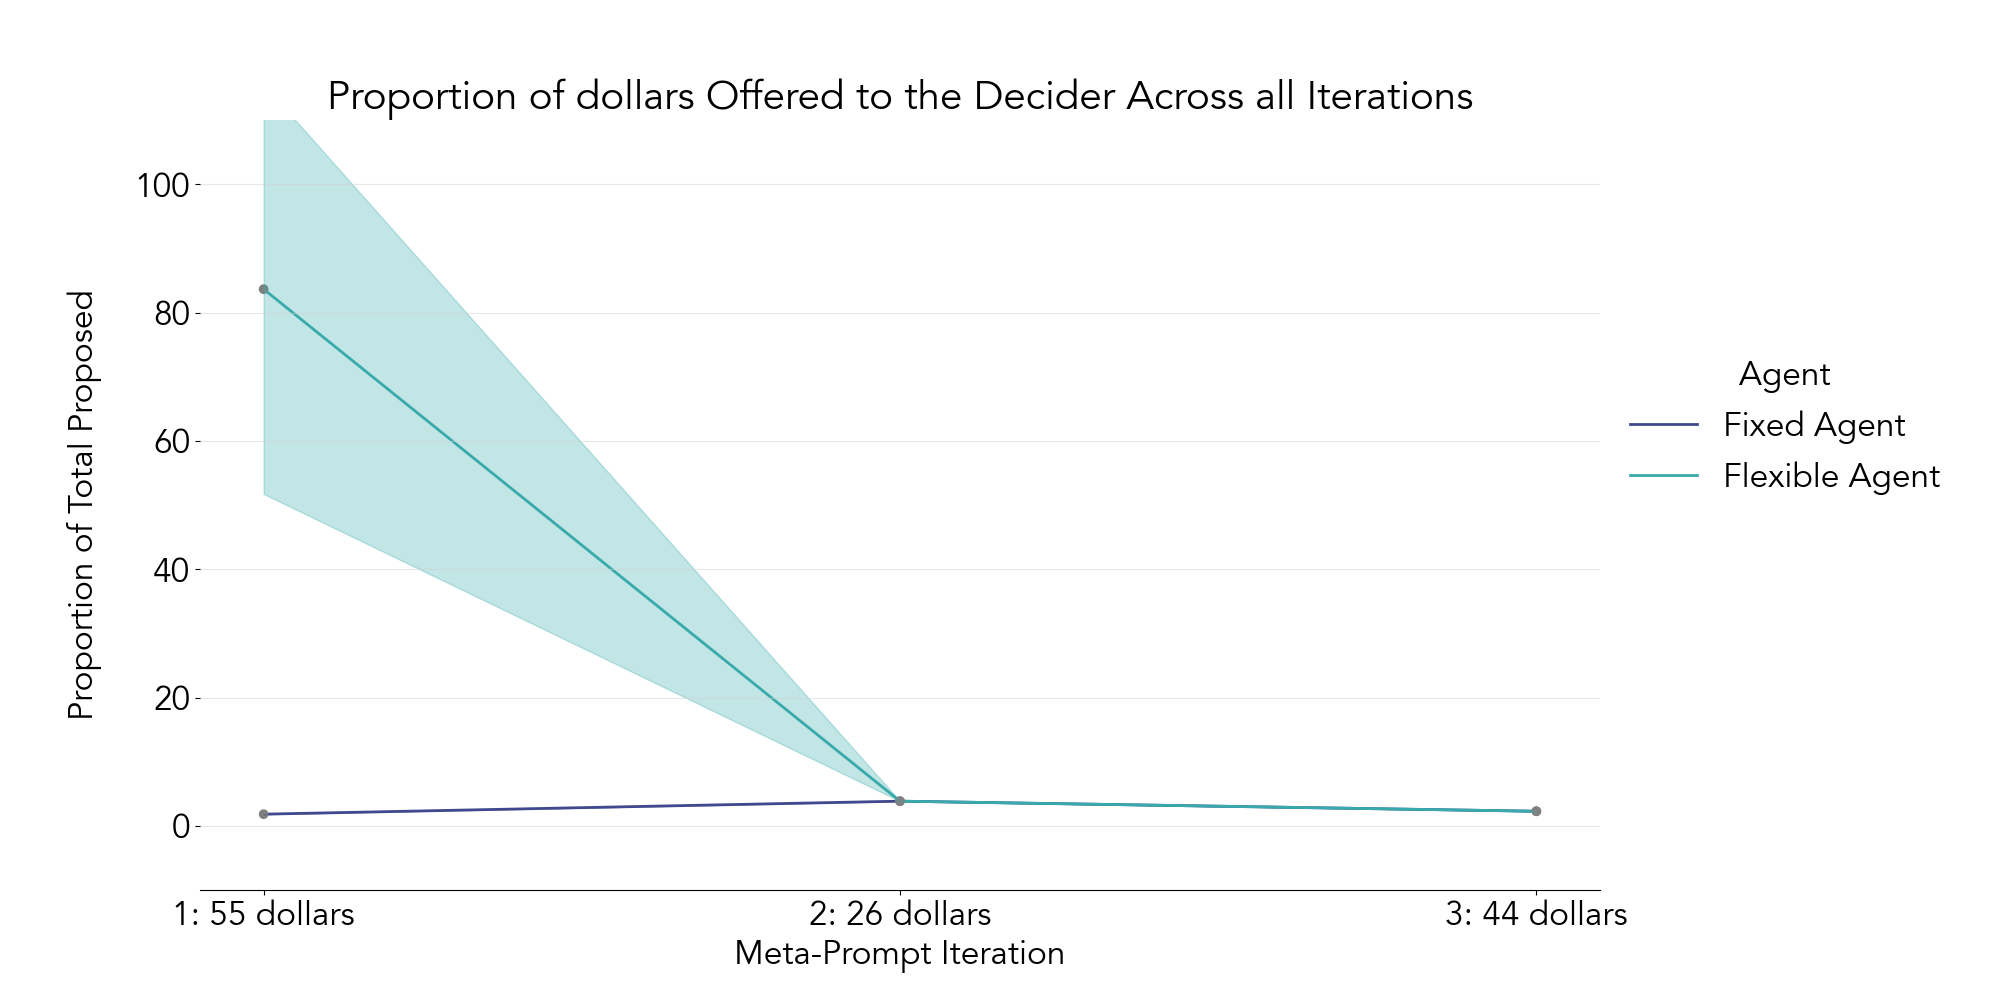 Proportion of dollars Offered to the Decider Across all Iterations
100
80
60
40
20
0
Proportion of Total Proposed
1: 55 dollars
2: 26 dollars
3: 44 dollars
Meta-Prompt Iteration
Agent
Fixed Agent
Flexible Agent